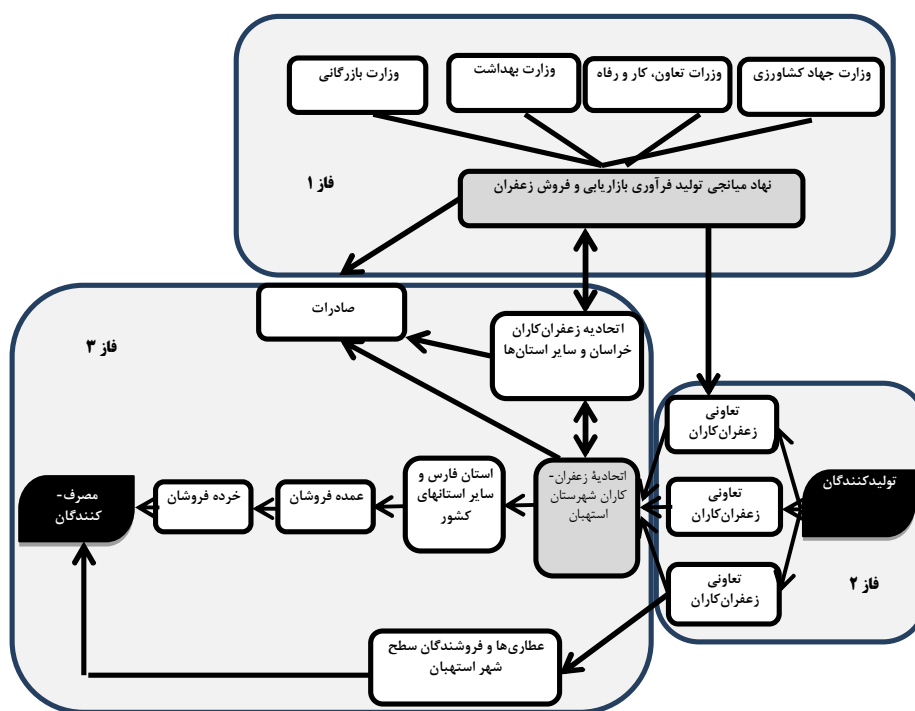 وزارت جهاد کشاورزی
وزرات تعاون، کار و رفاه
وزارت بهداشت
وزارت بازرگانی
نهاد میانجی تولید فرآوری بازاریابی و فروش زعفران
فاز ۱
صادرات
اتحادیه زعفران‌کاران
خراسان و سایر استان‌ها
فاز ۳
تعاونی
زعفران‌کاران
تولیدکنندگان
تعاونی
زعفران‌کاران
تعاونی
زعفران‌کاران
فاز ۲
اتحادیۀ زعفران-
کاران شهرستان
استهبان
استان فارس و
سایر استانهای
کشور
عمده فروشان
خرده فروشان
مصرف-
کنندگان
عطاری‌ها و فروشندگان سطح
شهر استهبان